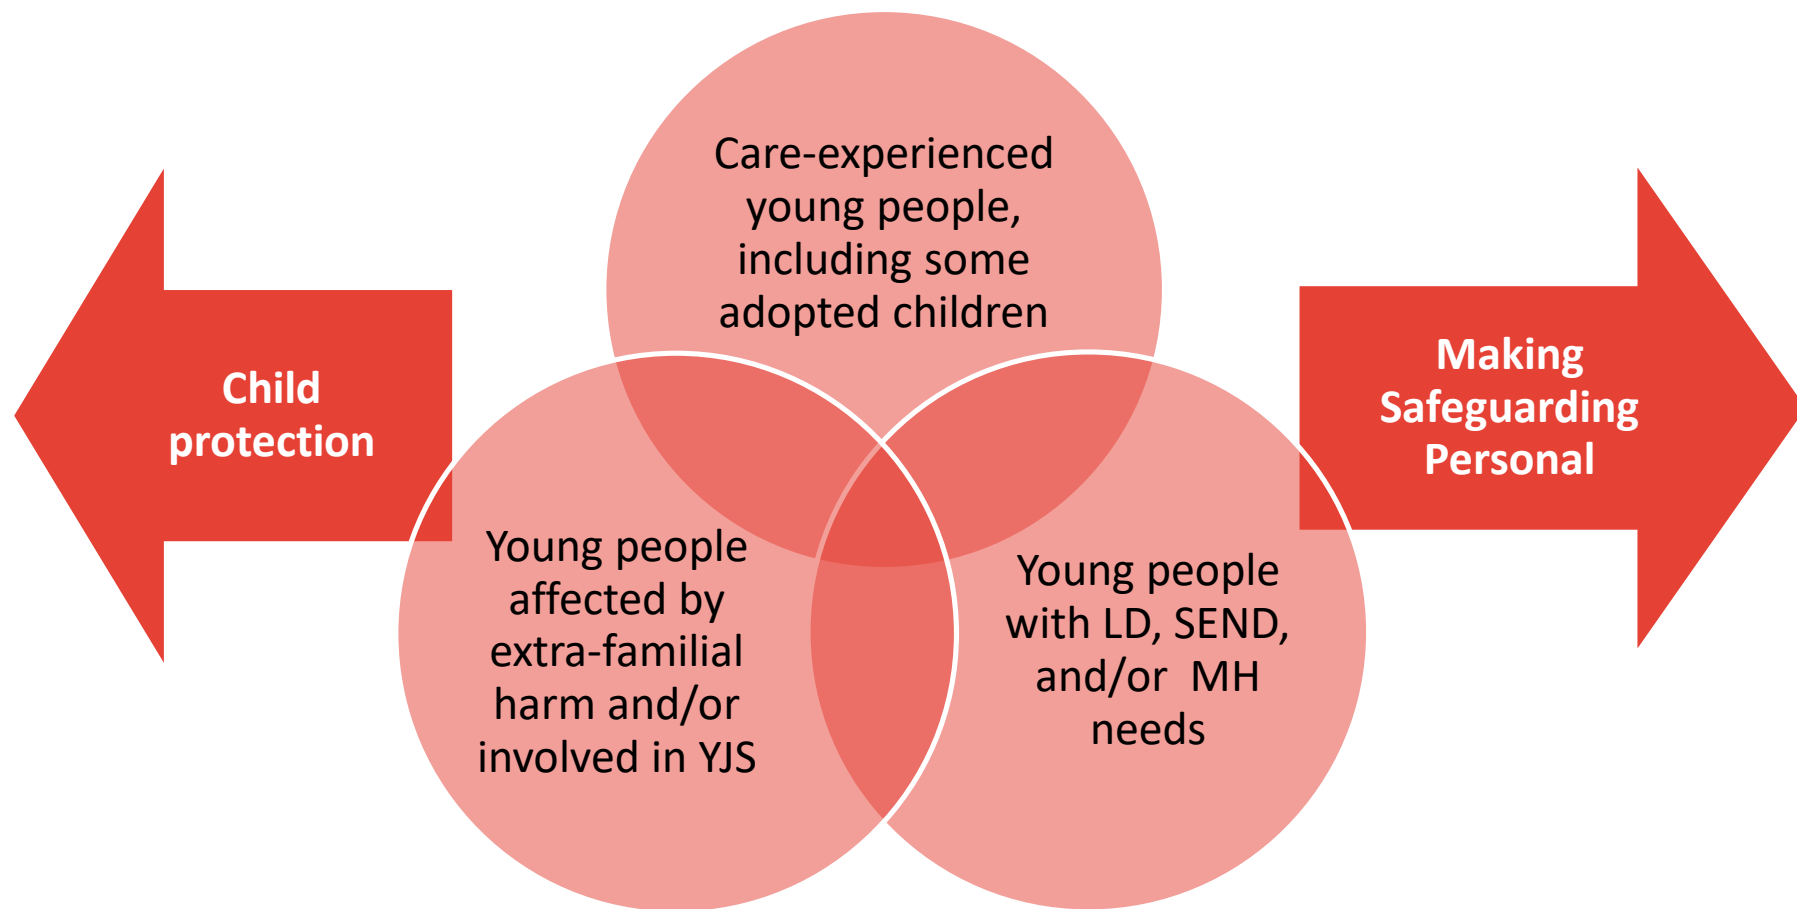 Care-experienced
young people,
including some
adopted children
Child
protection
Making
Safeguarding
Personal
Young people
affected by
extra-familial
harm and/or
involved in YJS
Young people
with LD, SEND,
and/or  MH
needs